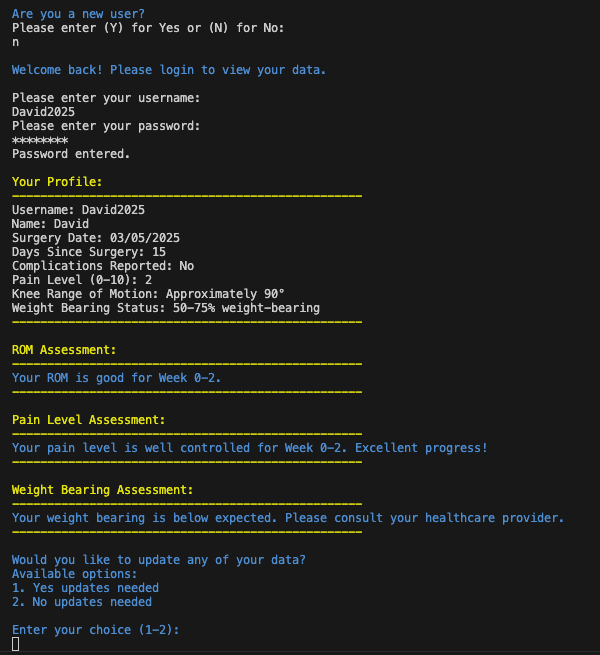 Are you a new user?
Please enter (Y) for Yes or (N) for No:
n
Welcome back! Please login to view your data.
Please enter your username:
David2025
Please enter your password:
********
Password entered.
Your Profile:
--------------------------------------------------
Username: David2025
Name: David
Surgery Date: 03/05/2025
Days Since Surgery: 15
Complications Reported: No
Pain Level (0-10): 2
Knee Range of Motion: Approximately 90°
Weight Bearing Status: 50-75% weight-bearing
--------------------------------------------------
ROM Assessment:
--------------------------------------------------
Your ROM is good for Week 0-2.
--------------------------------------------------
Pain Level Assessment:
--------------------------------------------------
Your pain level is well controlled for Week 0-2. Excellent progress!
--------------------------------------------------
Weight Bearing Assessment:
--------------------------------------------------
Your weight bearing is below expected. Please consult your healthcare provider.
--------------------------------------------------
Would you like to update any of your data?
Available options:
1. Yes updates needed
2. No updates needed
Enter your choice (1-2):